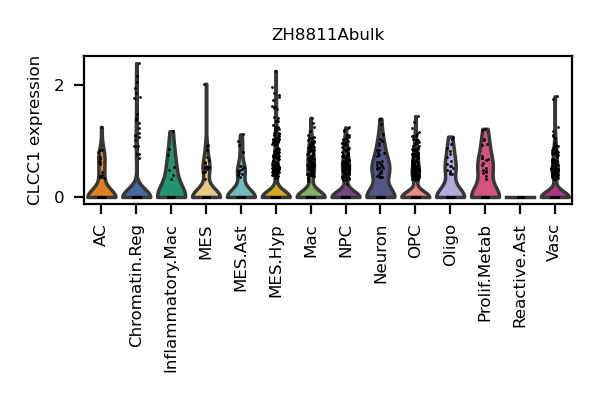 ZH8811Abulk
CLCC1 expression
2
0
AC
Chromatin.Reg
Inflammatory.Mac
MES
MES.Ast
MES.Hyp
Mac
NPC
Neuron
OPC
Oligo
Prolif.Metab
Reactive.Ast
Vasc